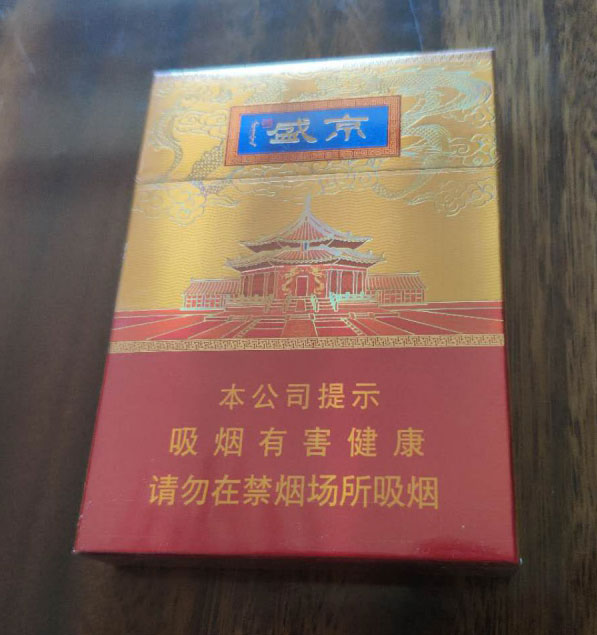 盛京
本公司提示
吸烟有害健康
请勿在禁烟场所吸烟